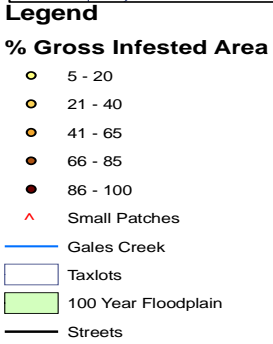 Legend
% Gross Infested Area
5 - 20
21 - 40
41 - 65
66 - 85
86 - 100
Small Patches
Gales Creek
Taxlots
100 Year Floodplain
Streets